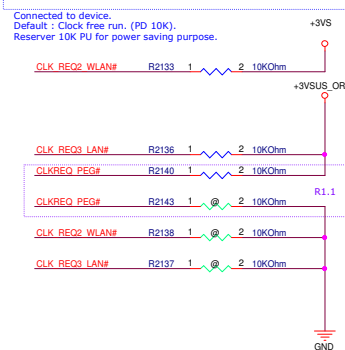 Connected to device.
Default : Clock free run. (PD 10K).
Reserver 10K PU for power saving purpose.
+3VS
CLK_REQ2_WLAN# R2133 1 2 10KOhm
+3VSUS_OR
CLK_REQ3_LAN# R2136 1 2 10KOhm
CLKREQ_PEG# R2140 1 2 10KOhm
R1.1
CLKREQ_PEG# R2143 1 @ 2 10KOhm
CLK_REQ2_WLAN# R2138 1 @ 2 10KOhm
CLK_REQ3_LAN# R2137 1 @ 2 10KOhm
GND